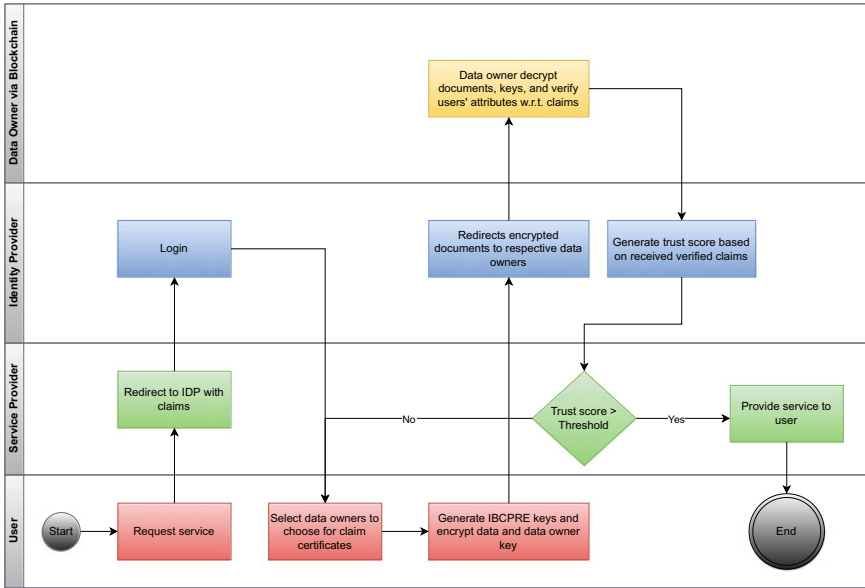 Data Owner via Blockchain
Data owner decrypt
documents, keys, and verify
users' attributes w.r.t. claims
Identity Provider
Login
Redirects encrypted
documents to respective data
owners
Generate trust score based
on received verified claims
Service Provider
Redirect to IDP with
claims
No
Trust score >
Threshold
Yes
Provide service to
user
User
Start
Request service
Select data owners to
choose for claim
certificates
Generate IBCPRE keys and
encrypt data and data owner
key
End